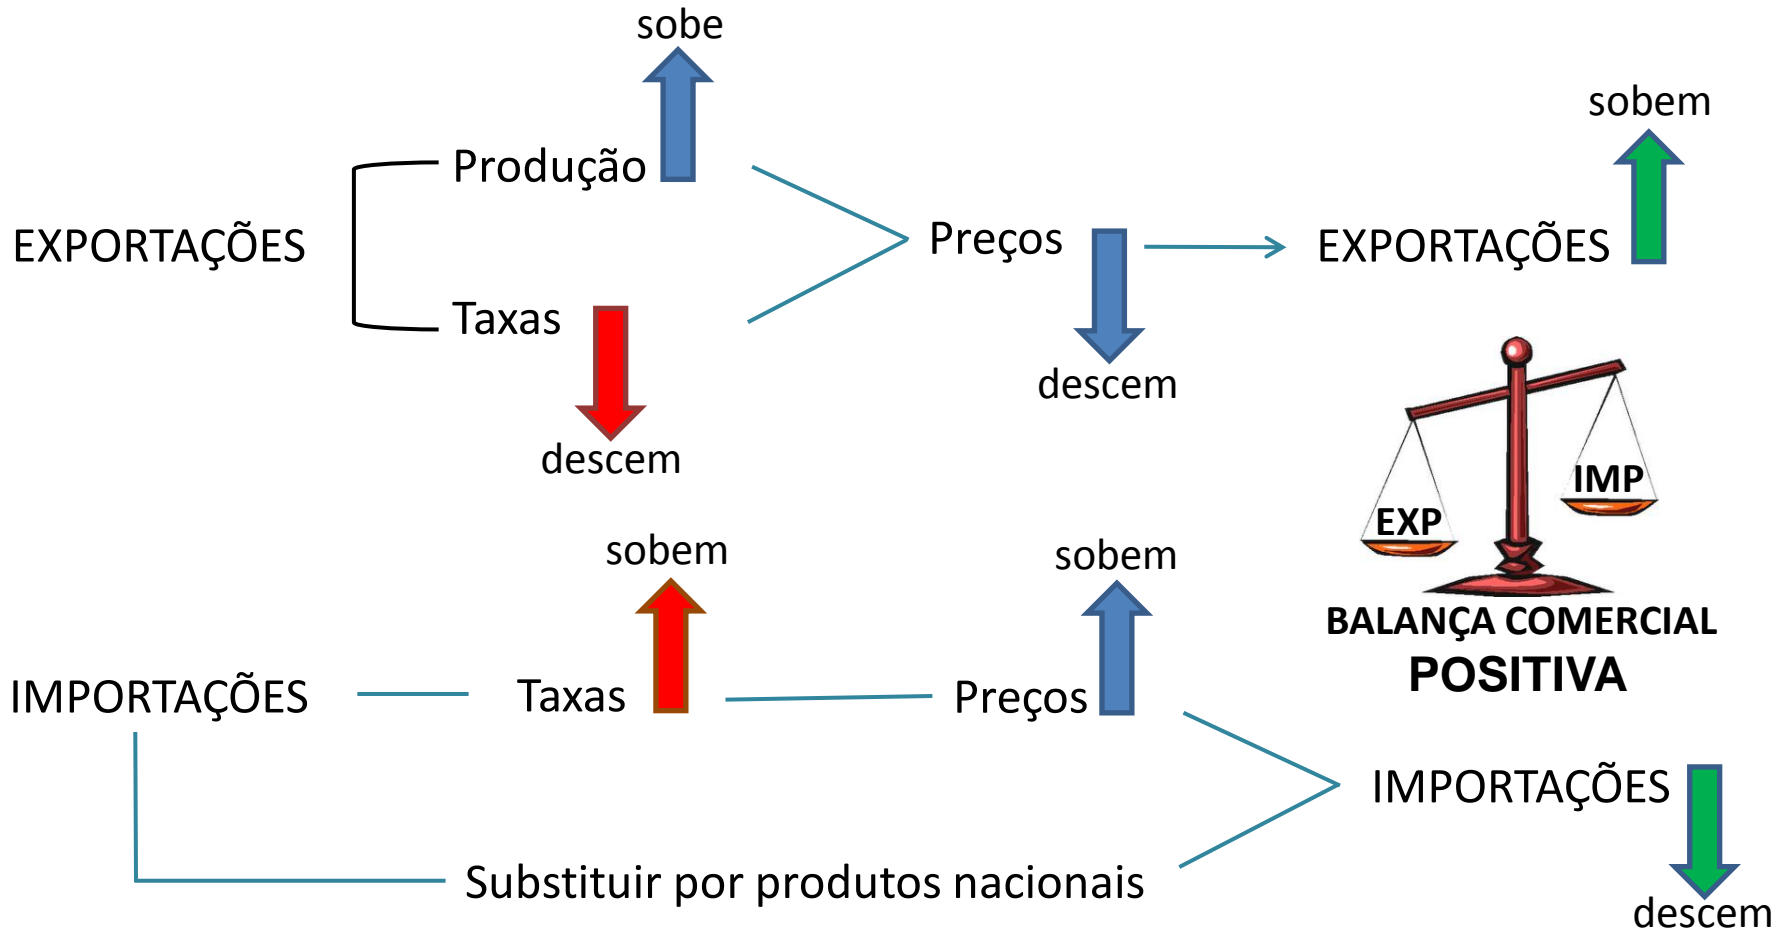 sobe
Produção
EXPORTAÇÕES
Taxas
descem
Preços
descem
sobem
EXPORTAÇÕES
EXP
IMP
BALANÇA COMERCIAL
POSITIVA
sobem
IMPORTAÇÕES
Taxas
sobem
Preços
Substituir por produtos nacionais
IMPORTAÇÕES
descem